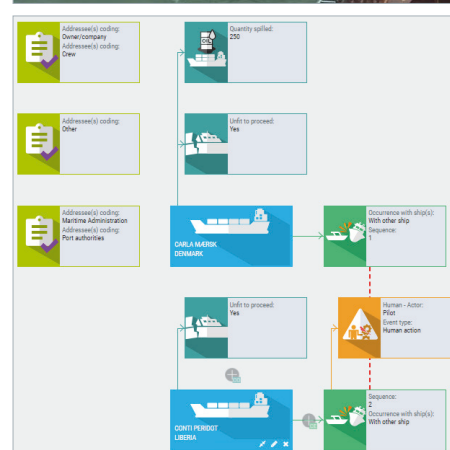 Addressee(s) coding:
Owner/company
Addressee(s) coding:
Crew
OIL
Quantity spilled:
250
Addressee(s) coding:
Other
Unfit to proceed:
Yes
Addressee(s) coding:
Maritime Administration
Addressee(s) coding:
Port authorities
CARLA MÆRSK
DENMARK
Occurrence with ship(s):
With other ship
Sequence:
1
Unfit to proceed:
Yes
Human - Actor:
Pilot
Event type:
Human action
CONTI PERIDOT
LIBERIA
Sequence:
2
Occurrence with ship(s):
With other ship